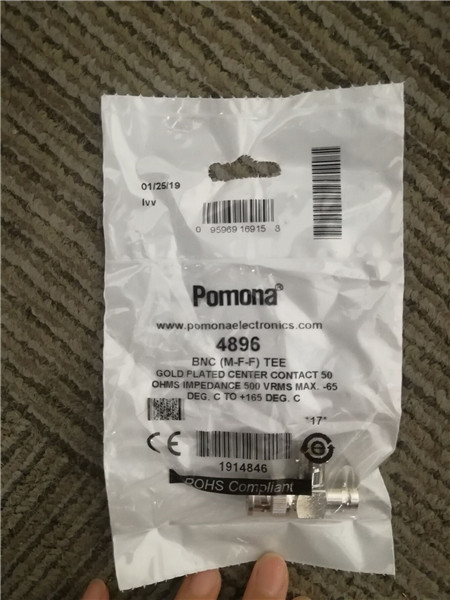 01/25/19
lvv
0 95969 16915 8
Pomona®
www.pomonaelectronics.com
4896
BNC (M-F-F) TEE
GOLD PLATED CENTER CONTACT 50
OHMS IMPEDANCE 500 VRMS MAX. -65
DEG. C TO +165 DEG. C
"17"
CE
1914846
ROHS Compliant